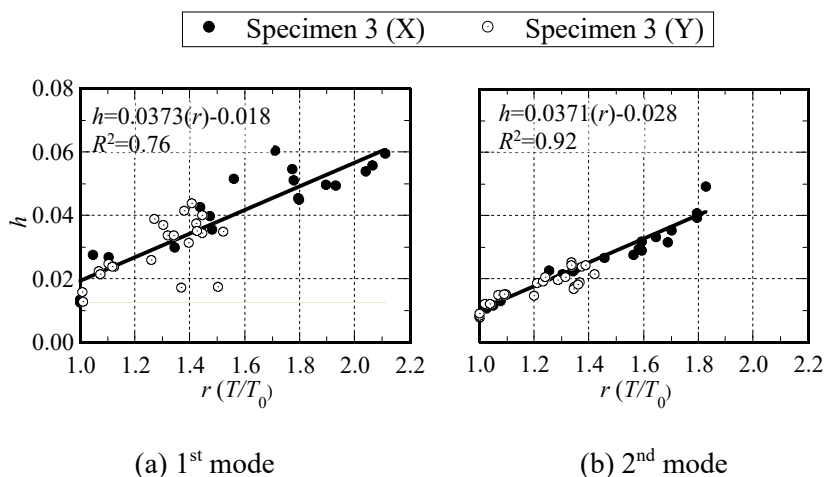 Specimen 3 (X) Specimen 3 (Y)
0.08
0.06
0.04
0.02
0.00
h
h=0.0373(r)-0.018
R²=0.76
1.0 1.2 1.4 1.6 1.8 2.0 2.2
r (T/T₀)
(a) 1ˢᵗ mode
h=0.0371(r)-0.028
R²=0.92
1.0 1.2 1.4 1.6 1.8 2.0 2.2
r (T/T₀)
(b) 2ⁿᵈ mode